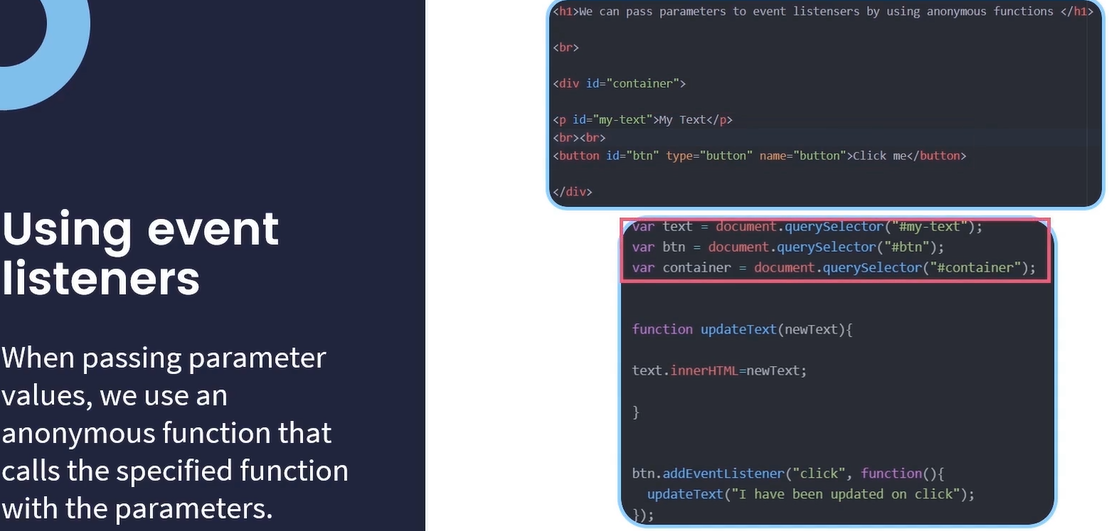 Using event
listeners
When passing parameter
values, we use an
anonymous function that
calls the specified function
with the parameters.
<h1>We can pass parameters to event listensers by using anonymous functions </h1>
<br>
<div id="container">
<p id="my-text">My Text</p>
<br><br>
<button id="btn" type="button" name="button">Click me</button>
</div>
var text = document.querySelector("#my-text");
var btn = document.querySelector("#btn");
var container = document.querySelector("#container");
function updateText(newText){
text.innerHTML=newText;
}
btn.addEventListener("click", function(){
updateText("I have been updated on click");
});